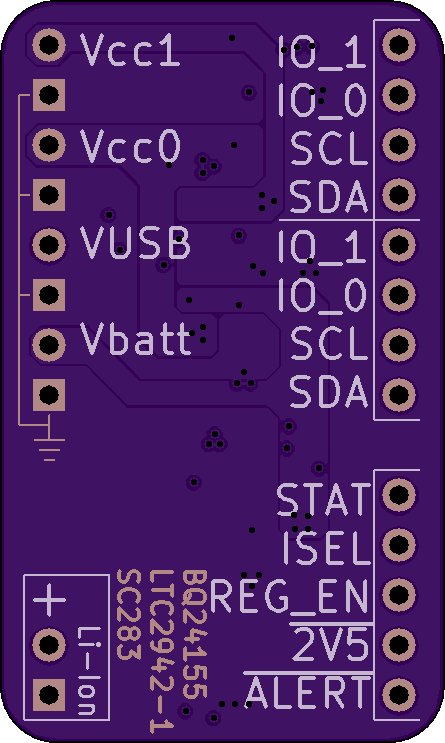 Vcc1
Vcc0
VUSB
Vbatt
IO_1
IO_0
SCL
SDA
IO_1
IO_0
SCL
SDA
STAT
ISEL
REG_EN
2V5
ALERT
+
Li-Ion
BQ24155
LTC2942-1
SC283